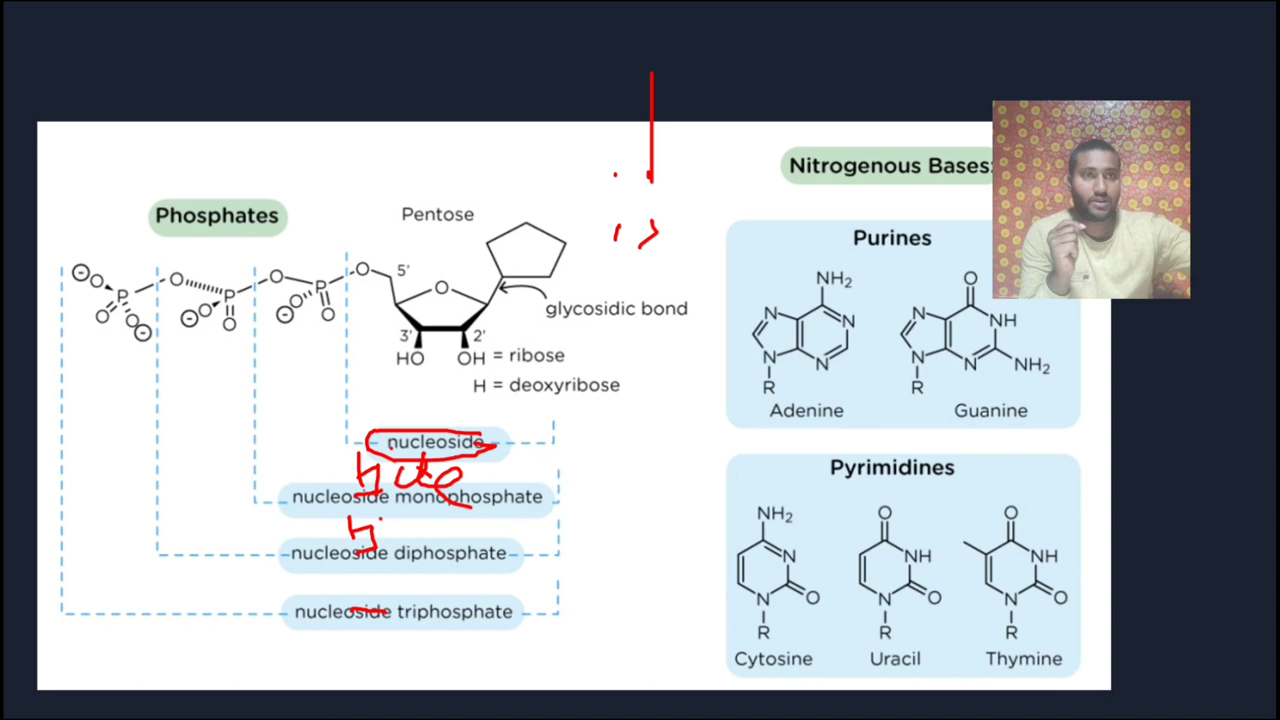 Nitrogenous Bases:
Phosphates
Pentose
5'
O O P O O O
O P O O
O P O O
O
3' 2'
HO OH = ribose
H = deoxyribose
glycosidic bond
nucleoside
nucleoside monophosphate
nucleoside diphosphate
nucleoside triphosphate
Purines
NH₂ O
N N N NH
N N N N NH₂
R R
Adenine Guanine
Pyrimidines
NH₂ O O
N NH NH
N O N O N O
R R R
Cytosine Uracil Thymine